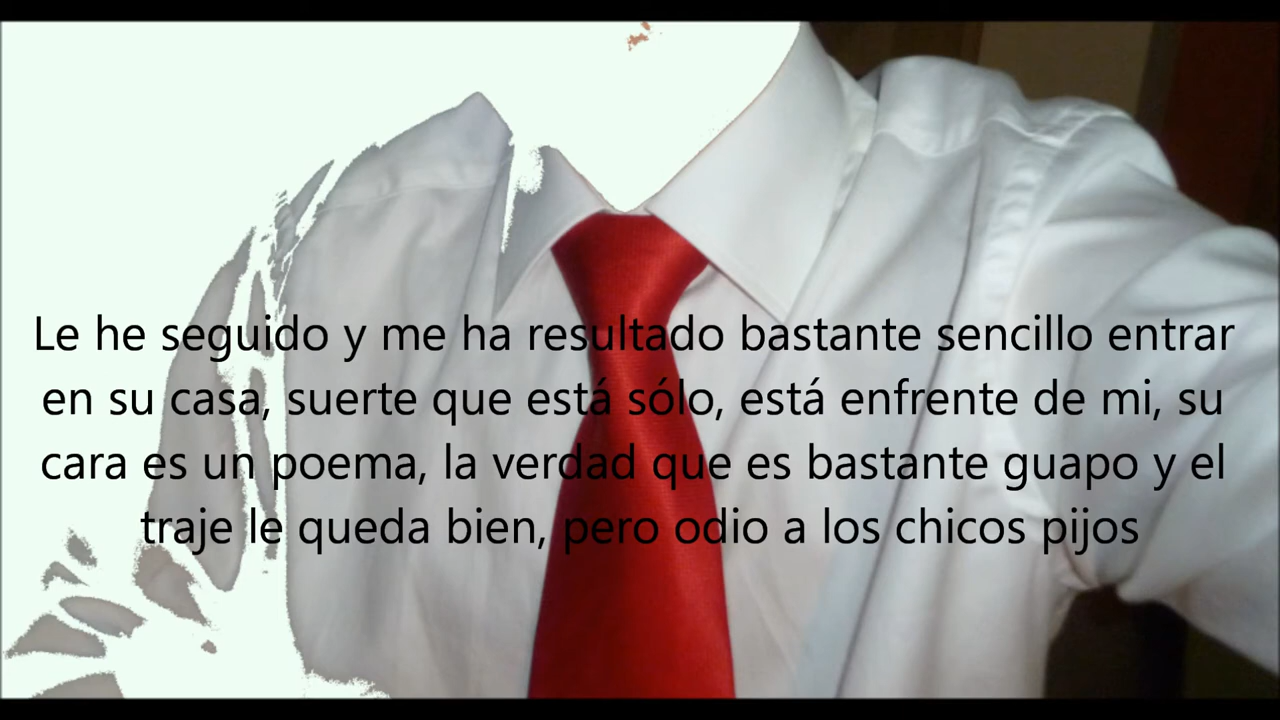 Le he seguido y me ha resultado bastante sencillo entrar
en su casa, suerte que está sólo, está enfrente de mi, su
cara es un poema, la verdad que es bastante guapo y el
traje le queda bien, pero odio a los chicos pijos